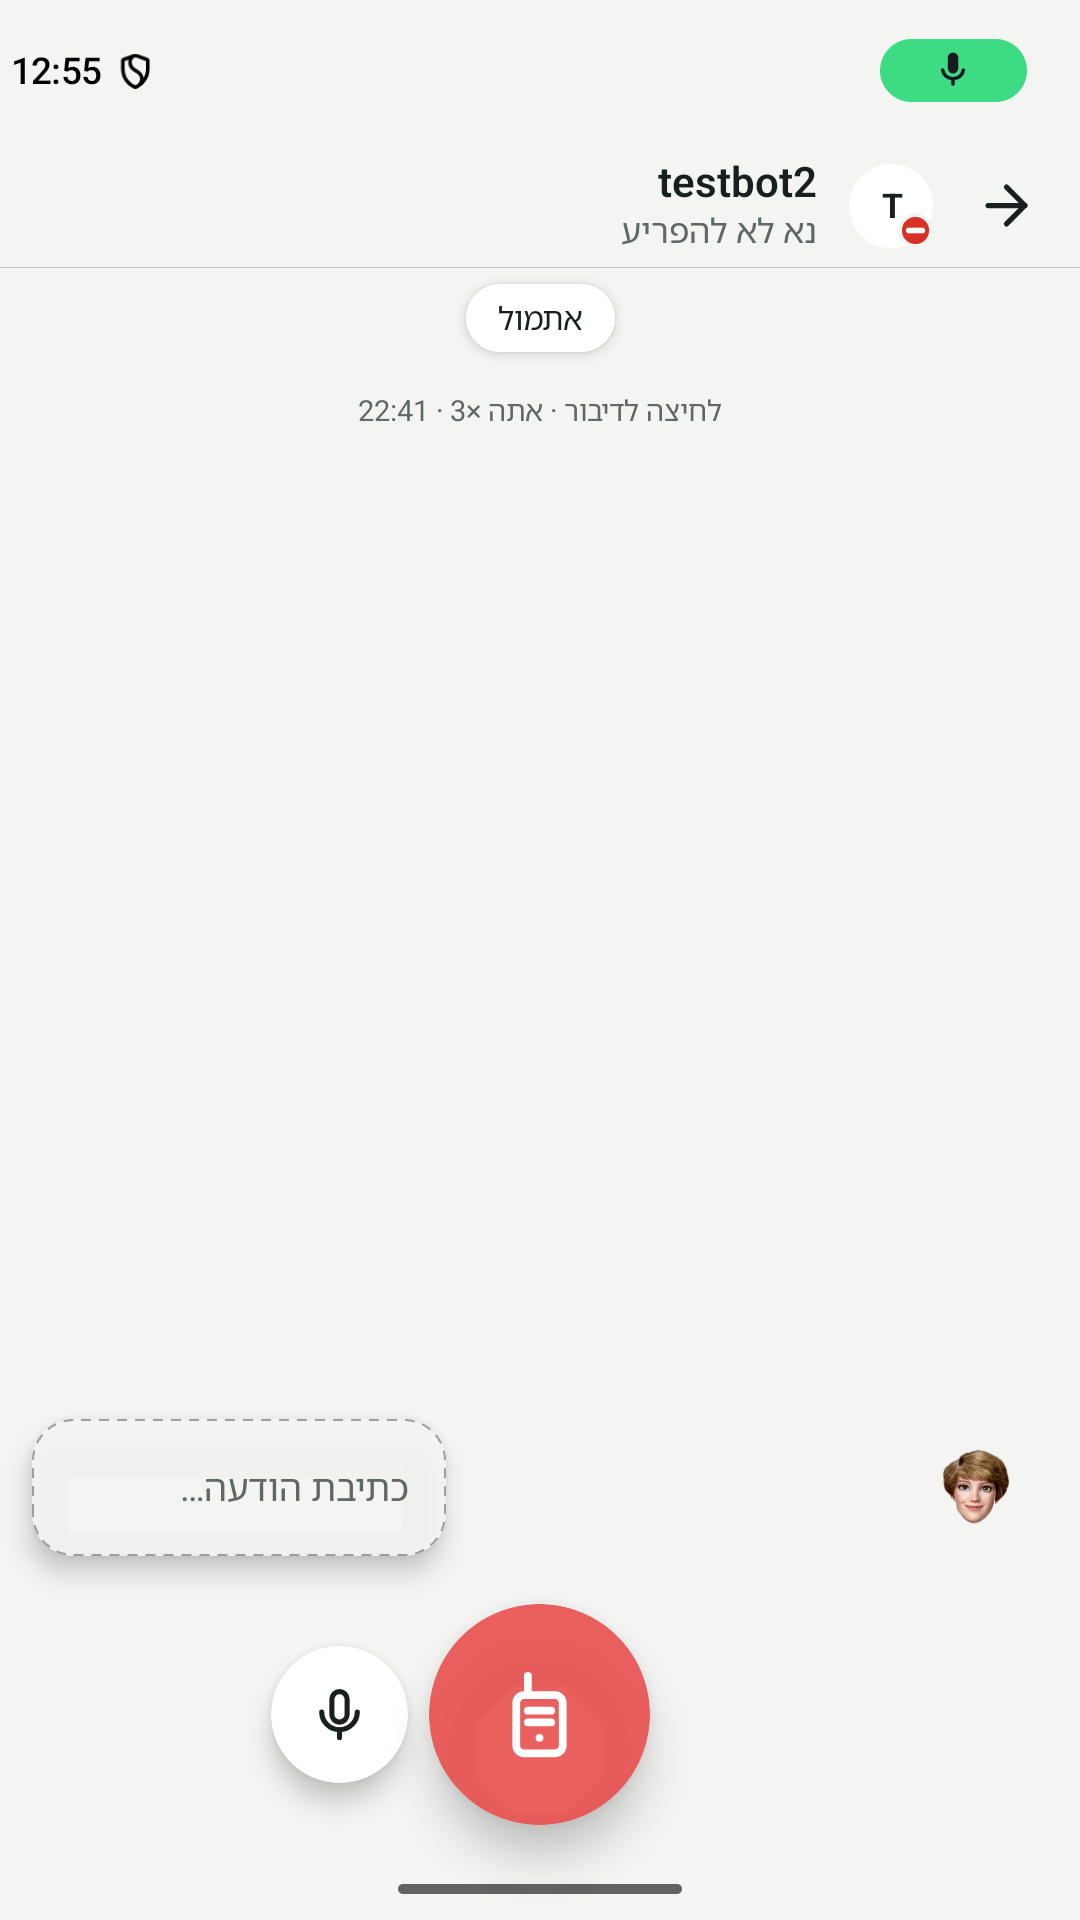 12:55
testbot2
T
נא לא להפריע
אתמול
לחיצה לדיבור · אתה ×3 · 22:41
כתיבת הודעה...